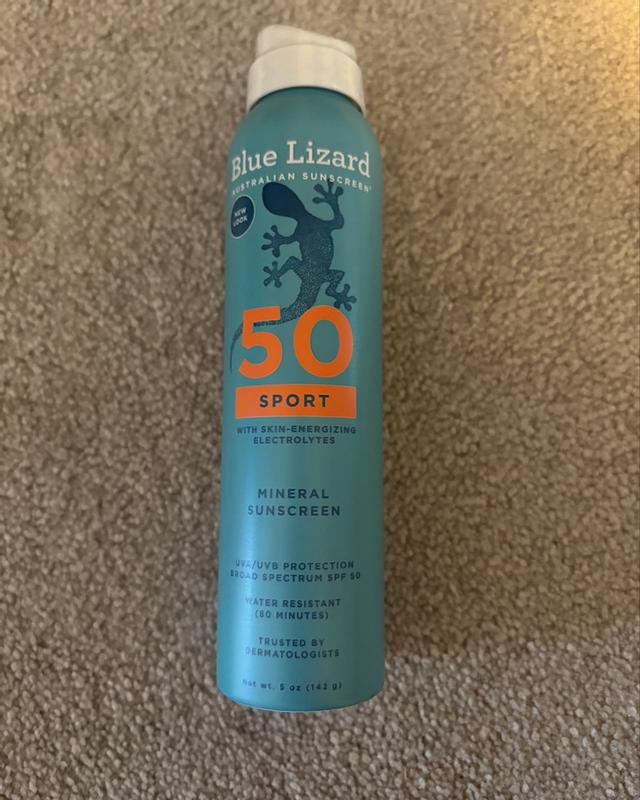 Blue Lizard
AUSTRALIAN SUNSCREEN®
NEW
LOOK
50
SPORT
WITH SKIN-ENERGIZING
ELECTROLYTES
MINERAL
SUNSCREEN
UVA/UVB PROTECTION
BROAD SPECTRUM SPF 50
WATER RESISTANT
(80 MINUTES)
TRUSTED BY
DERMATOLOGISTS
Net wt. 5 oz (142 g)